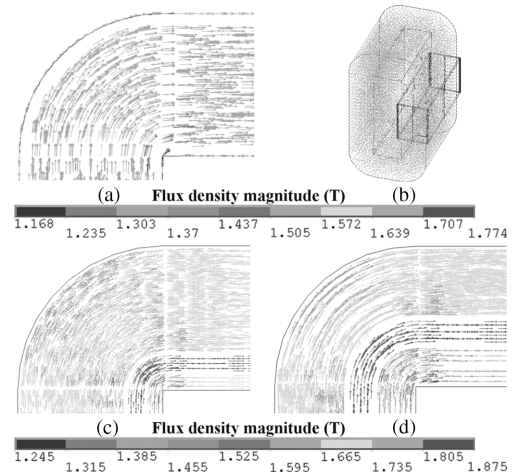 (a) Flux density magnitude (T) (b)
1.168 1.303 1.437 1.572 1.707
1.235 1.37 1.505 1.639 1.774
(c) Flux density magnitude (T) (d)
1.245 1.385 1.525 1.665 1.805
1.315 1.455 1.595 1.735 1.875